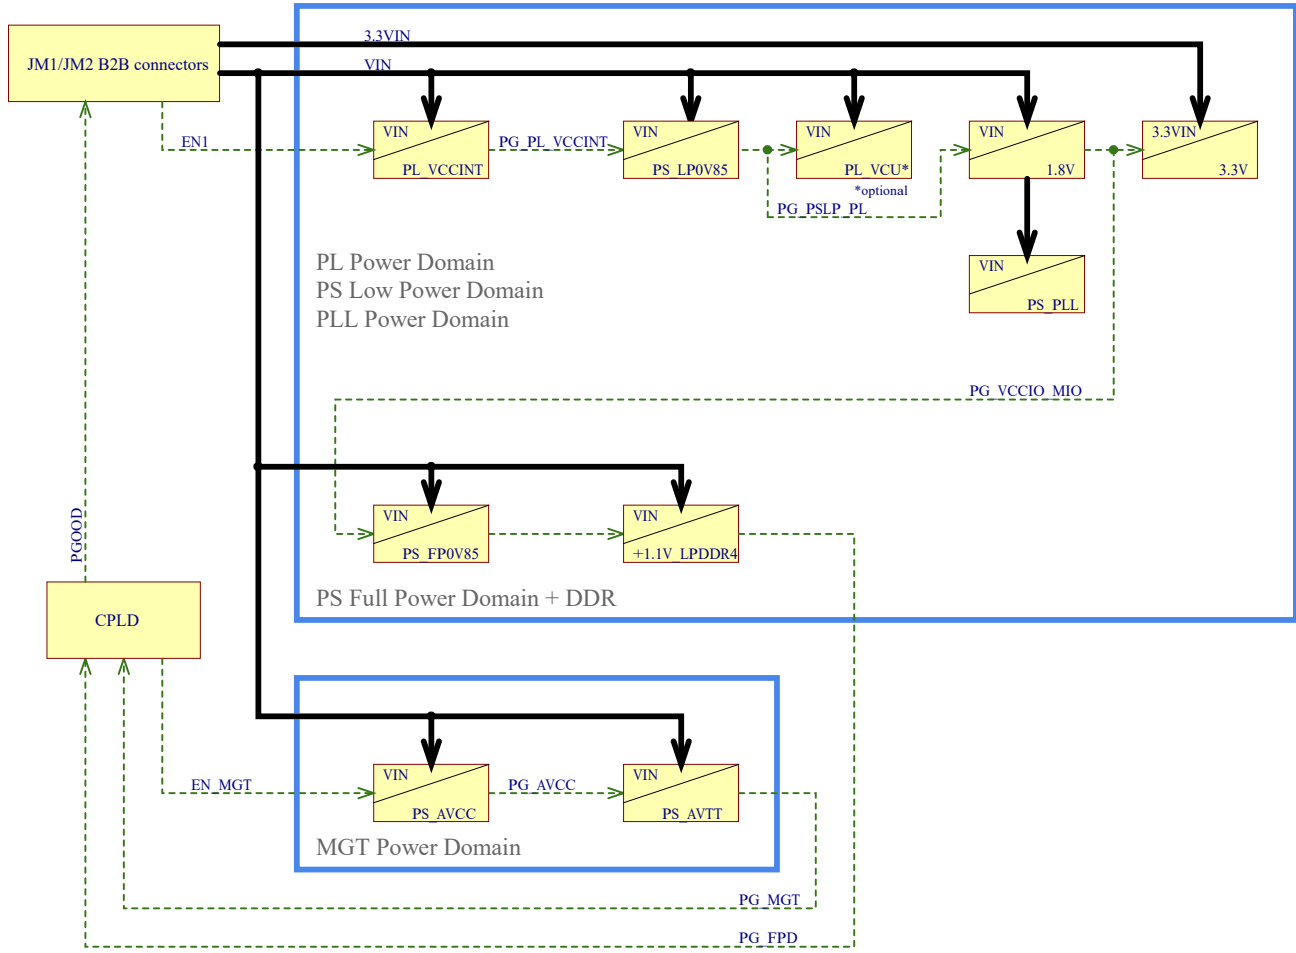 3.3VIN
JM1/JM2 B2B connectors
VIN
EN1
VIN
PL_VCCINT
PG_PL_VCCINT
VIN
PS_LP0V85
VIN
PL_VCU*
*optional
PG_PSLP_PL
VIN
1.8V
3.3VIN
3.3V
VIN
PS_PLL
PL Power Domain
PS Low Power Domain
PLL Power Domain
PG_VCCIO_MIO
PGOOD
VIN
PS_FP0V85
VIN
+1.1V_LPDDR4
PS Full Power Domain + DDR
CPLD
EN_MGT
VIN
PS_AVCC
PG_AVCC
VIN
PS_AVTT
MGT Power Domain
PG_MGT
PG_FPD